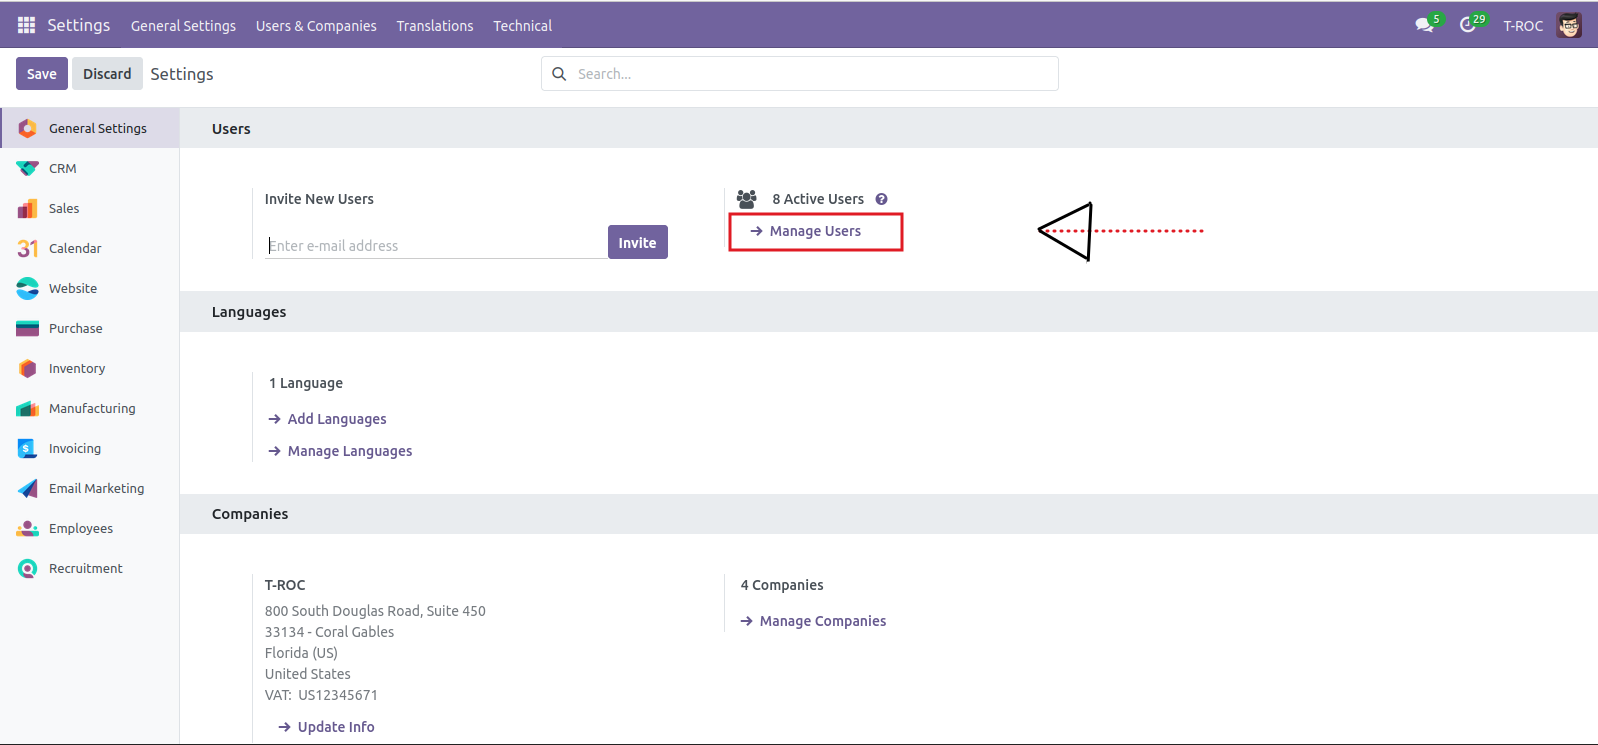 Settings General Settings Users & Companies Translations Technical 5 29 T-ROC
Save Discard Settings Search...
General Settings
CRM
Sales
31 Calendar
Website
Purchase
Inventory
Manufacturing
$ Invoicing
Email Marketing
Employees
Recruitment
Users
Invite New Users
Enter e-mail address
Invite
8 Active Users ?
→ Manage Users
Languages
1 Language
→ Add Languages
→ Manage Languages
Companies
T-ROC
800 South Douglas Road, Suite 450
33134 - Coral Gables
Florida (US)
United States
VAT: US12345671
→ Update Info
4 Companies
→ Manage Companies